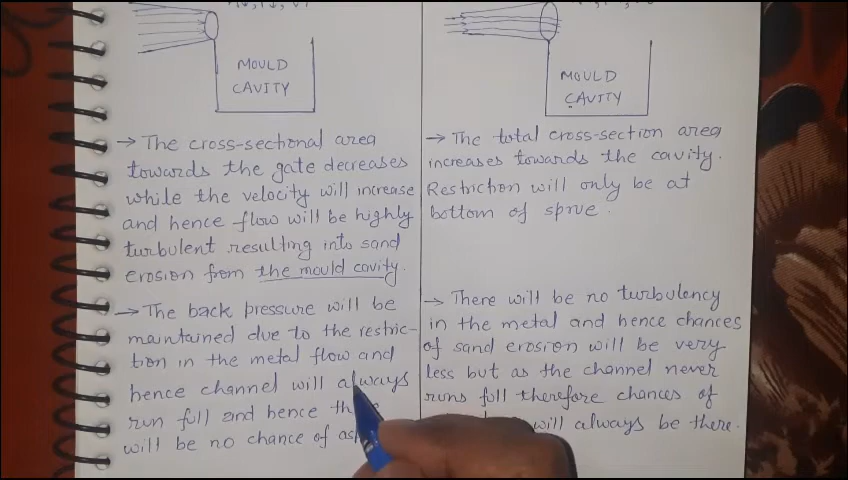 MOULD
CAVITY
→ The cross-sectional area
towards the gate decreases
while the velocity will increase
and hence flow will be highly
turbulent resulting into sand
erosion from the mould cavity.
→ The back pressure will be
maintained due to the restric-
tion in the metal flow and
hence channel will always
run full and hence
will be no chance of
MOULD
CAVITY
→ The total cross-section area
increases towards the cavity.
Restriction will only be at
bottom of sprue.
→ There will be no turbulency
in the metal and hence chances
of sand erosion will be very
less but as the channel never
runs full therefore chances of
will always be there.